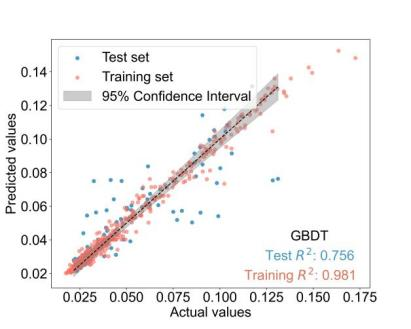 Test set
Training set
95% Confidence Interval
0.14
0.12
0.10
0.08
0.06
0.04
0.02
Predicted values
GBDT
Test R²: 0.756
Training R²: 0.981
0.025 0.050 0.075 0.100 0.125 0.150 0.175
Actual values